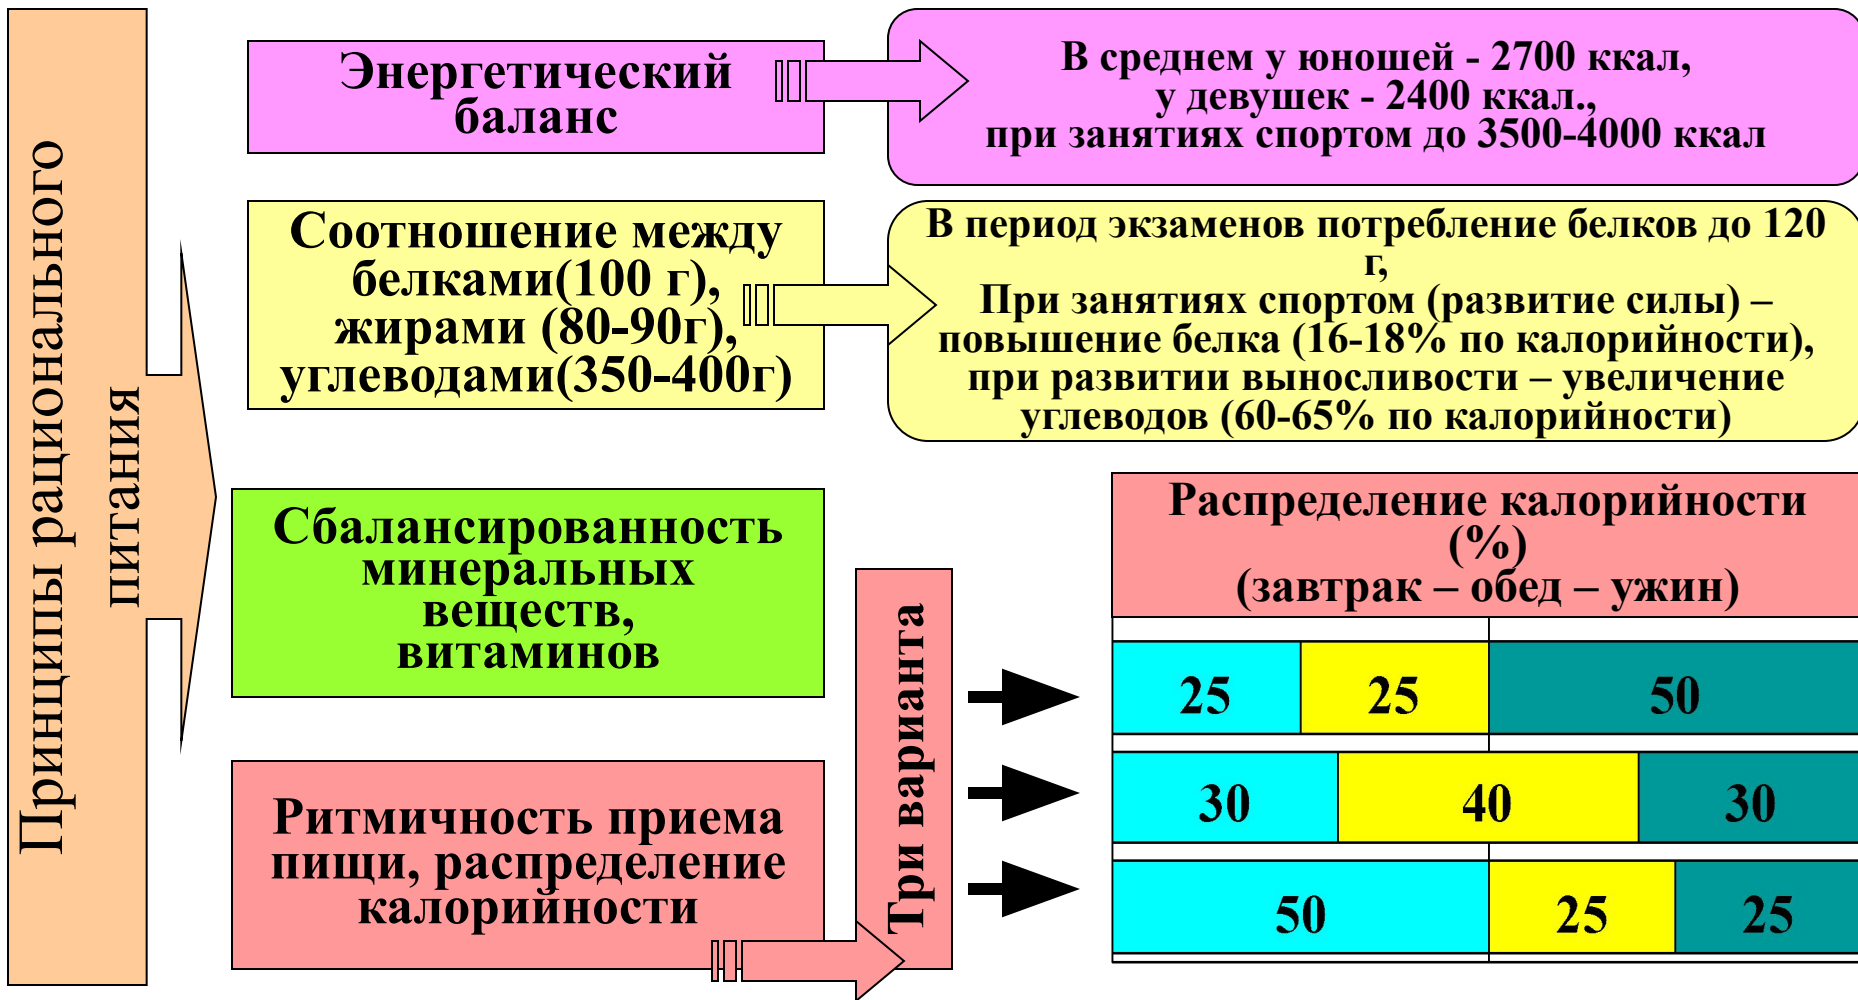 Принципы рационального
питания
Энергетический
баланс
В среднем у юношей - 2700 ккал,
у девушек - 2400 ккал.,
при занятиях спортом до 3500-4000 ккал
Соотношение между
белками(100 г),
жирами (80-90г),
углеводами(350-400г)
В период экзаменов потребление белков до 120
г,
При занятиях спортом (развитие силы) –
повышение белка (16-18% по калорийности),
при развитии выносливости – увеличение
углеводов (60-65% по калорийности)
Сбалансированность
минеральных
веществ,
витаминов
Ритмичность приема
пищи, распределение
калорийности
Три варианта
Распределение калорийности
(%)
(завтрак – обед – ужин)
25 25 50
30 40 30
50 25 25